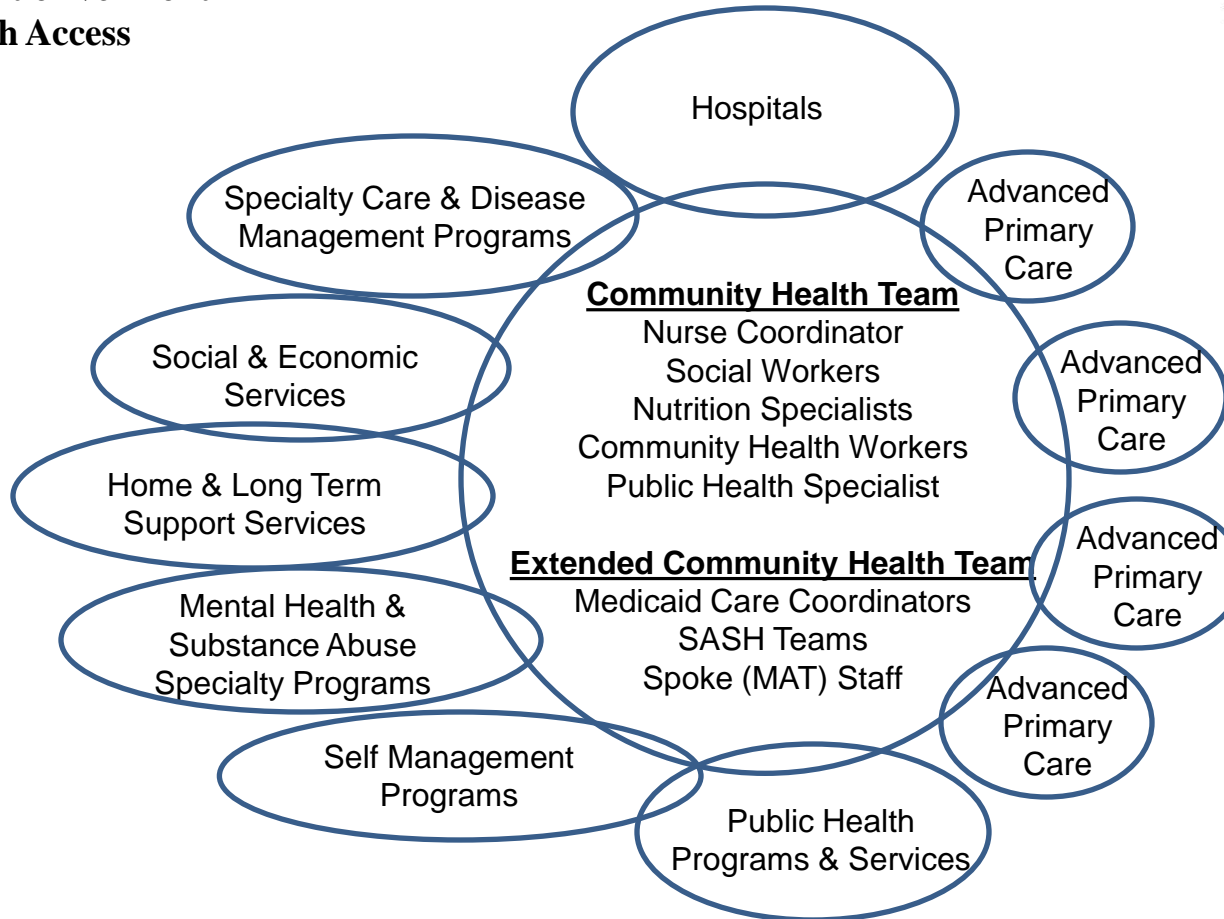 h Access
Hospitals
Specialty Care & Disease
Management Programs
Advanced
Primary
Care
Community Health Team
Nurse Coordinator
Social Workers
Nutrition Specialists
Community Health Workers
Public Health Specialist
Social & Economic
Services
Advanced
Primary
Care
Home & Long Term
Support Services
Extended Community Health Team
Medicaid Care Coordinators
SASH Teams
Spoke (MAT) Staff
Advanced
Primary
Care
Mental Health &
Substance Abuse
Specialty Programs
Advanced
Primary
Care
Self Management
Programs
Public Health
Programs & Services